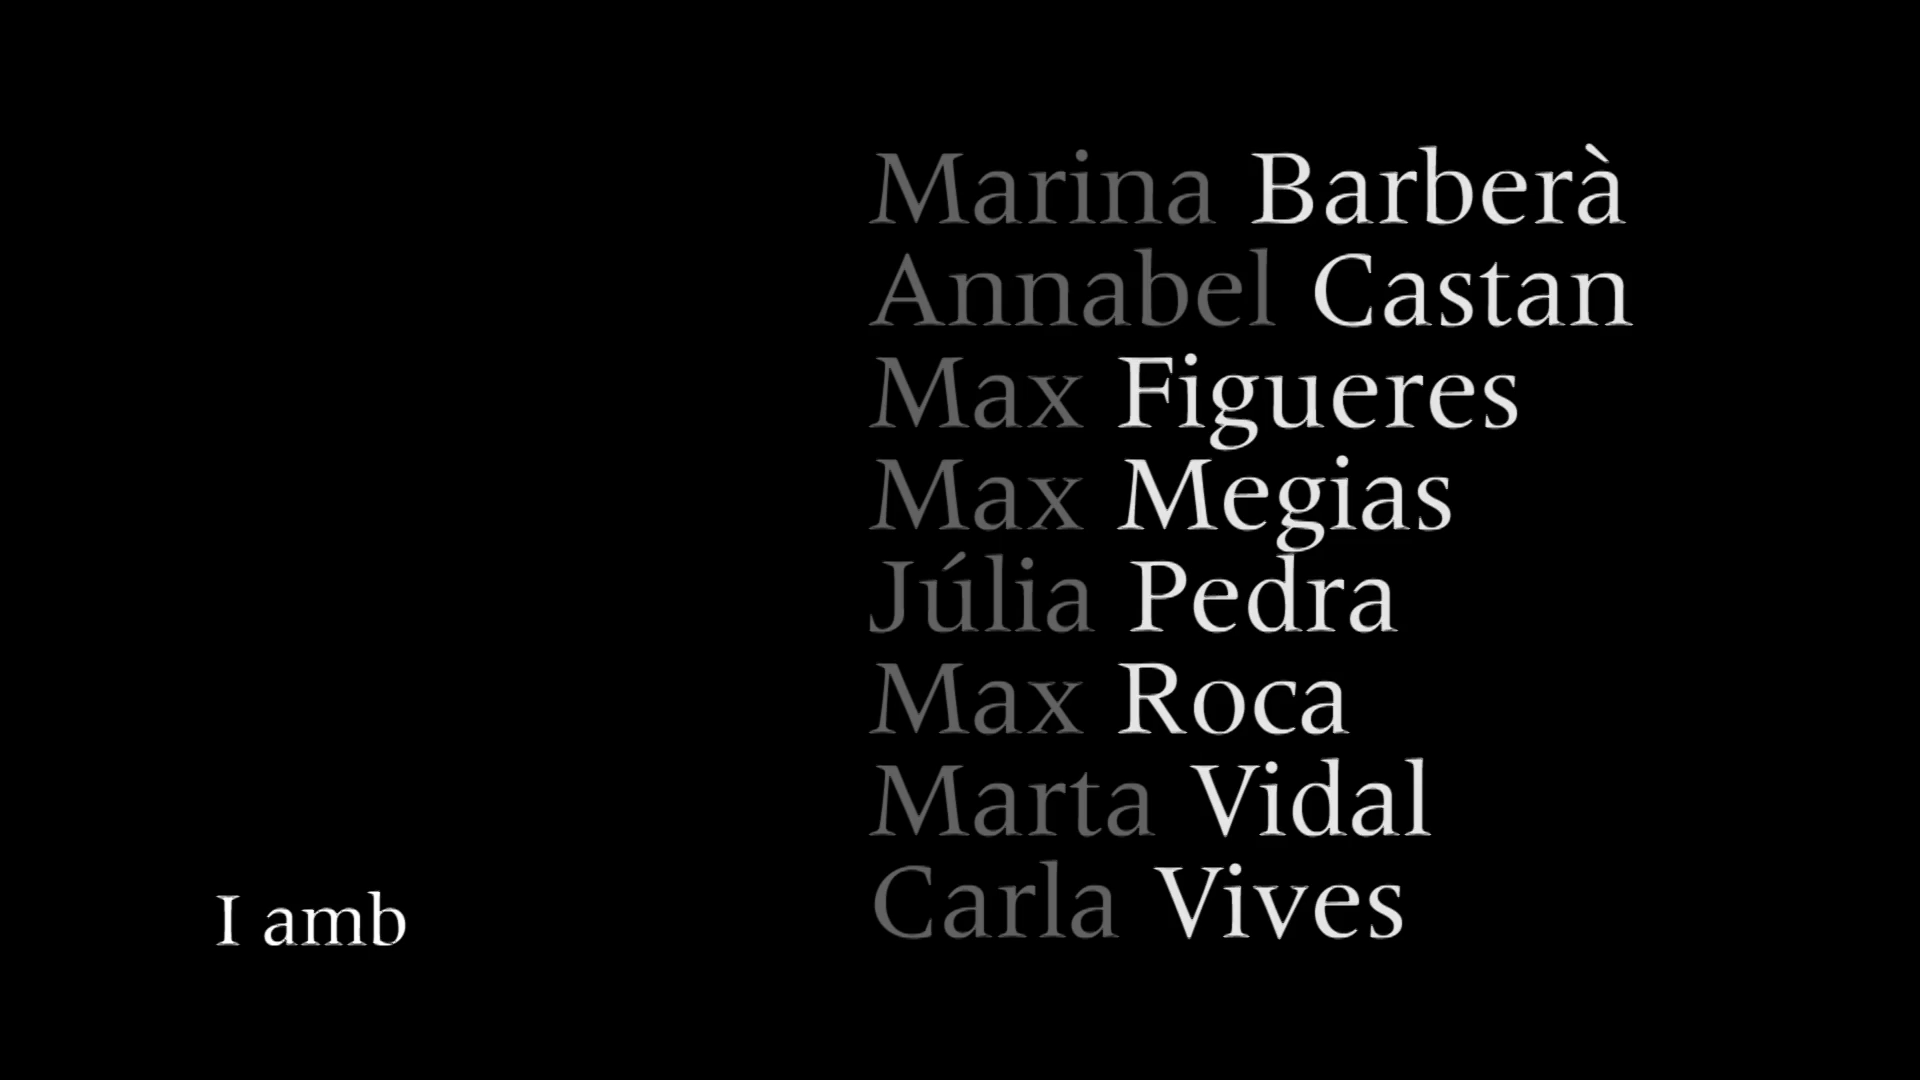 Marina Barberà
Annabel Castan
Max Figueres
Max Megias
Júlia Pedra
Max Roca
Marta Vidal
Carla Vives
I amb